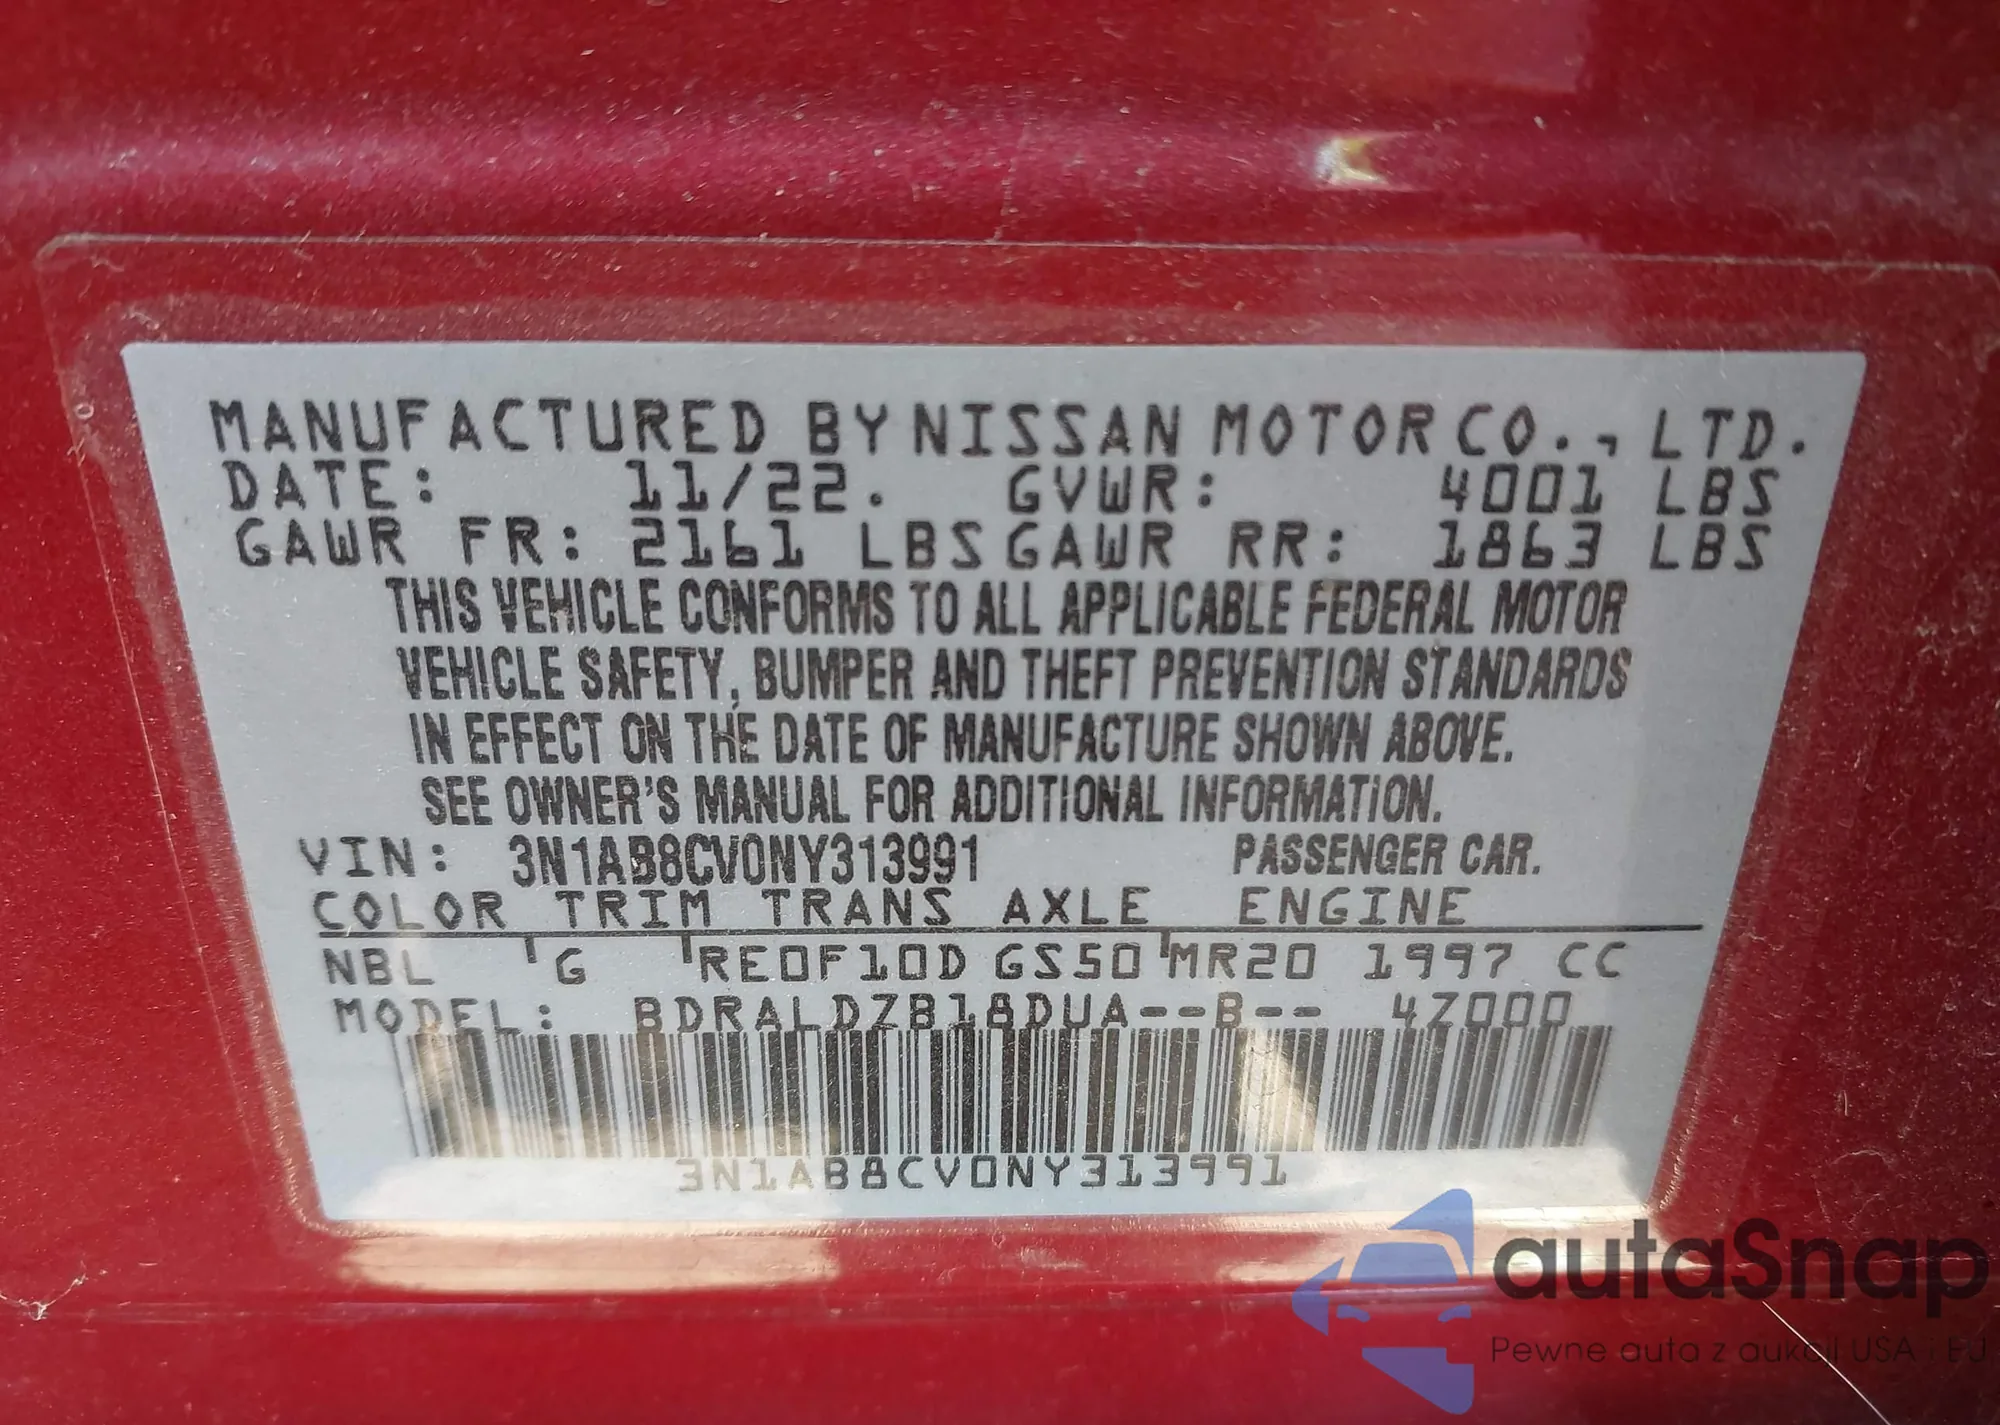 MANUFACTURED BY NISSAN MOTOR CO., LTD.
DATE: 11/22. GVWR: 4001 LBS
GAWR FR: 2161 LBS GAWR RR: 1863 LBS
THIS VEHICLE CONFORMS TO ALL APPLICABLE FEDERAL MOTOR
VEHICLE SAFETY, BUMPER AND THEFT PREVENTION STANDARDS
IN EFFECT ON THE DATE OF MANUFACTURE SHOWN ABOVE.
SEE OWNER'S MANUAL FOR ADDITIONAL INFORMATION.
VIN: 3N1AB8CV0NY313991 PASSENGER CAR.
COLOR TRIM TRANS AXLE ENGINE
NBL G RE0F10D GS50 MR20 1997 CC
MODEL: BDRALDZB18DUA--B-- 4Z000
3N1AB8CV0NY313991
autaSnap
Pewne auta z aukcji USA i EU